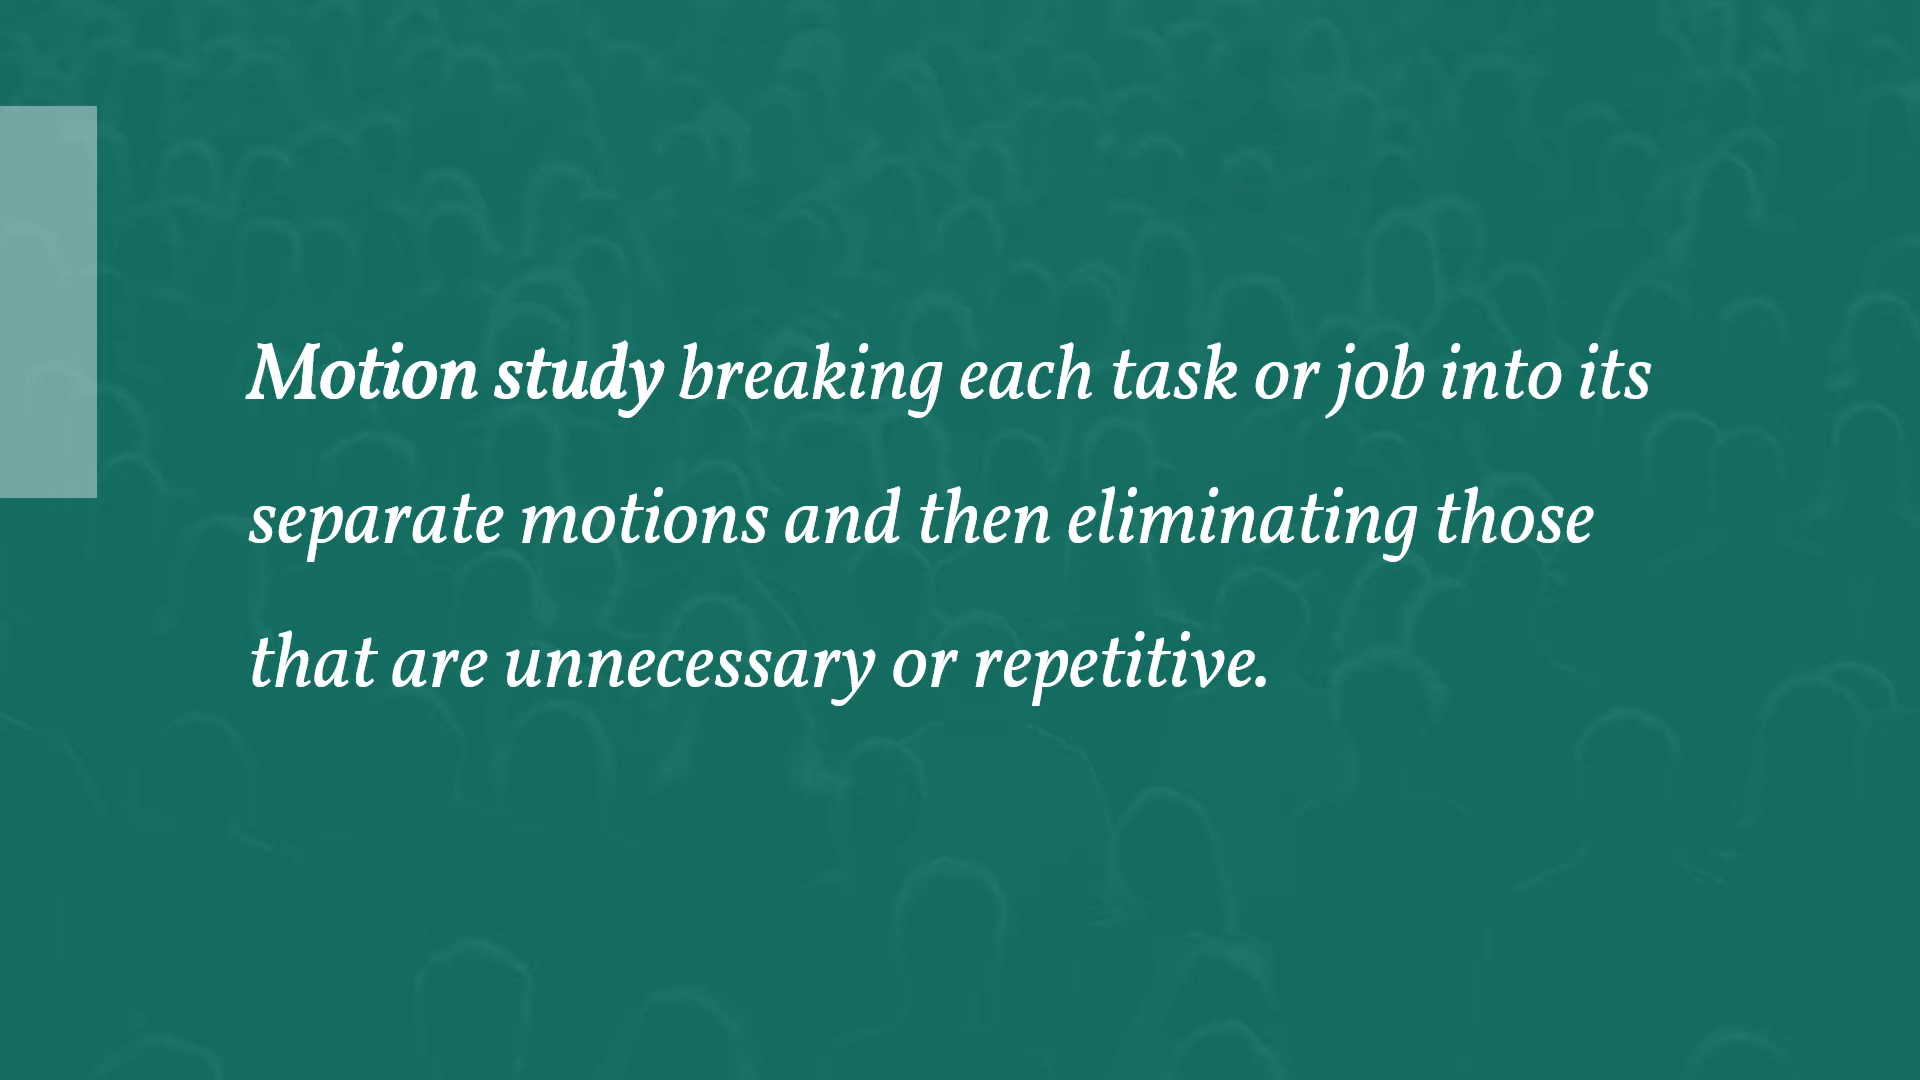 Motion study breaking each task or job into its
separate motions and then eliminating those
that are unnecessary or repetitive.